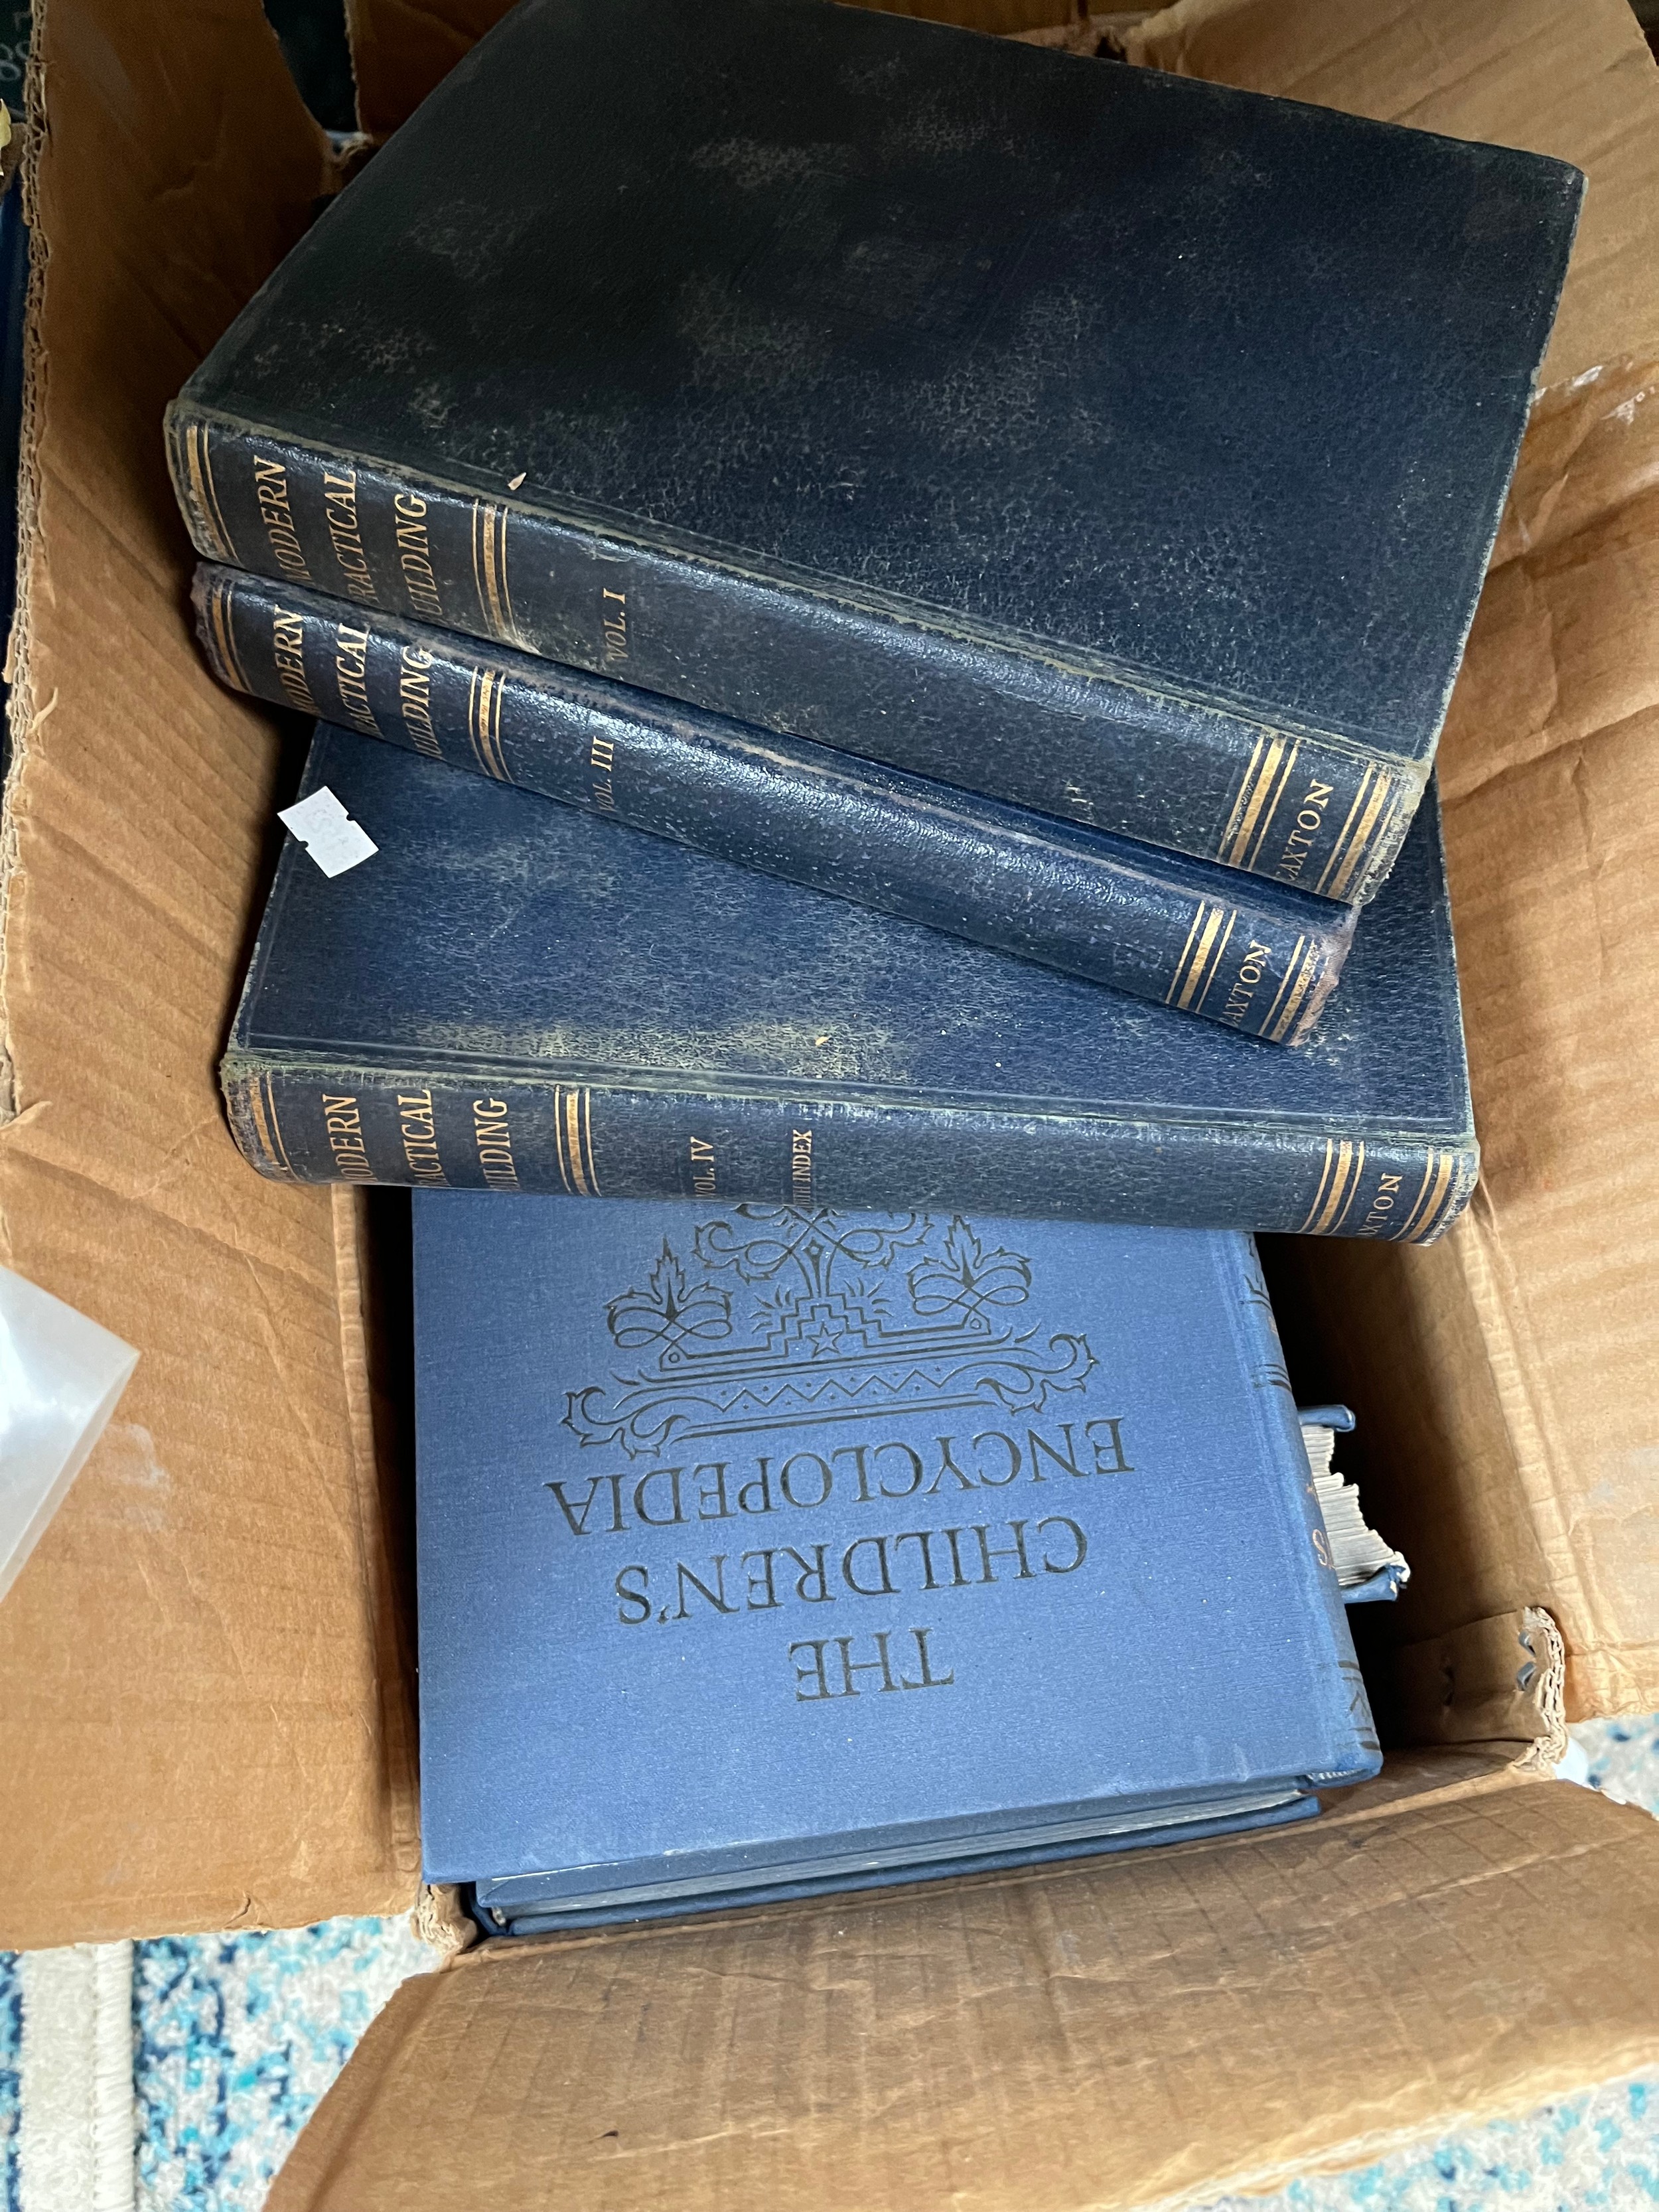 MODERN
PRACTICAL
BUILDING
VOL. I
CAXTON
MODERN
PRACTICAL
BUILDING
VOL. III
CAXTON
MODERN
PRACTICAL
BUILDING
VOL. IV
WITH INDEX
CAXTON
THE
CHILDREN'S
ENCYCLOPEDIA